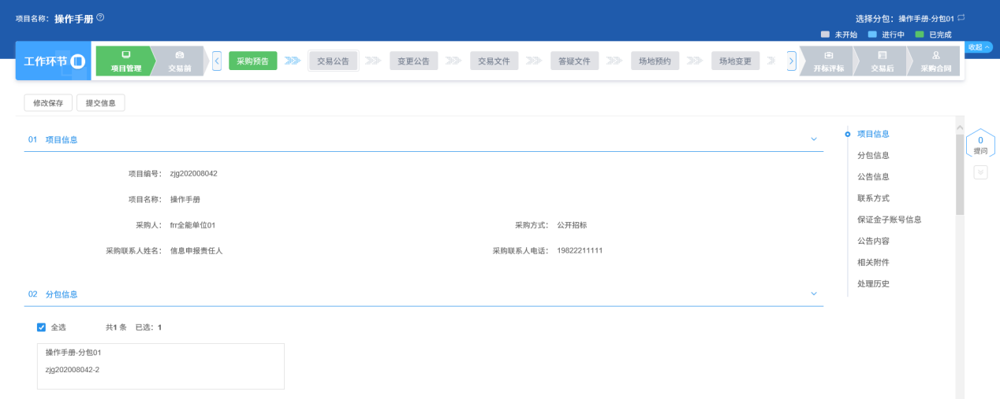 项目名称: 操作手册 ?
选择分包: 操作手册-分包01
未开始 进行中 已完成
收起
工作环节 项目管理 交易前 采购预告 交易公告 变更公告 交易文件 答疑文件 场地预约 场地变更 开标评标 交易后 采购合同
修改保存 提交信息
01 项目信息
项目编号: zjg202008042
项目名称: 操作手册
采购人: frr全能单位01 采购方式: 公开招标
采购联系人姓名: 信息申报责任人 采购联系人电话: 19822211111
02 分包信息
全选 共1 条 已选: 1
操作手册-分包01
zjg202008042-2
项目信息
分包信息
公告信息
联系方式
保证金子账号信息
公告内容
相关附件
处理历史
0
提问